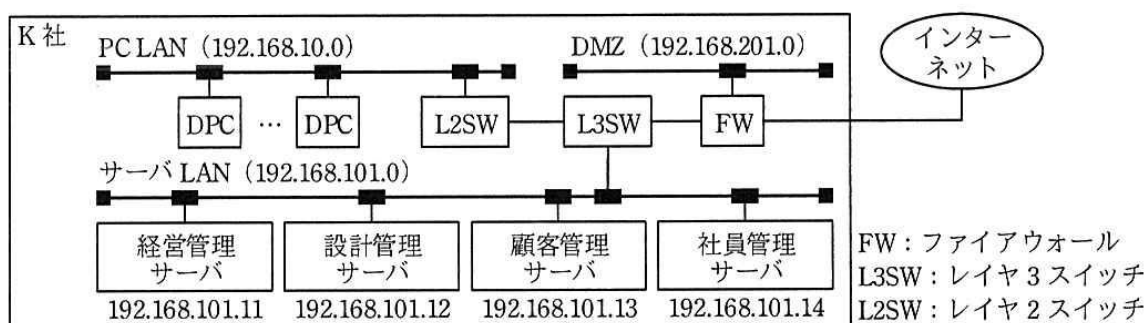 K社
PC LAN（192.168.10.0）
DMZ（192.168.201.0）
インター
ネット
DPC … DPC
L2SW
L3SW
FW
サーバ LAN（192.168.101.0）
経営管理
サーバ
設計管理
サーバ
顧客管理
サーバ
社員管理
サーバ
192.168.101.11
192.168.101.12
192.168.101.13
192.168.101.14
FW：ファイアウォール
L3SW：レイヤ3スイッチ
L2SW：レイヤ2スイッチ